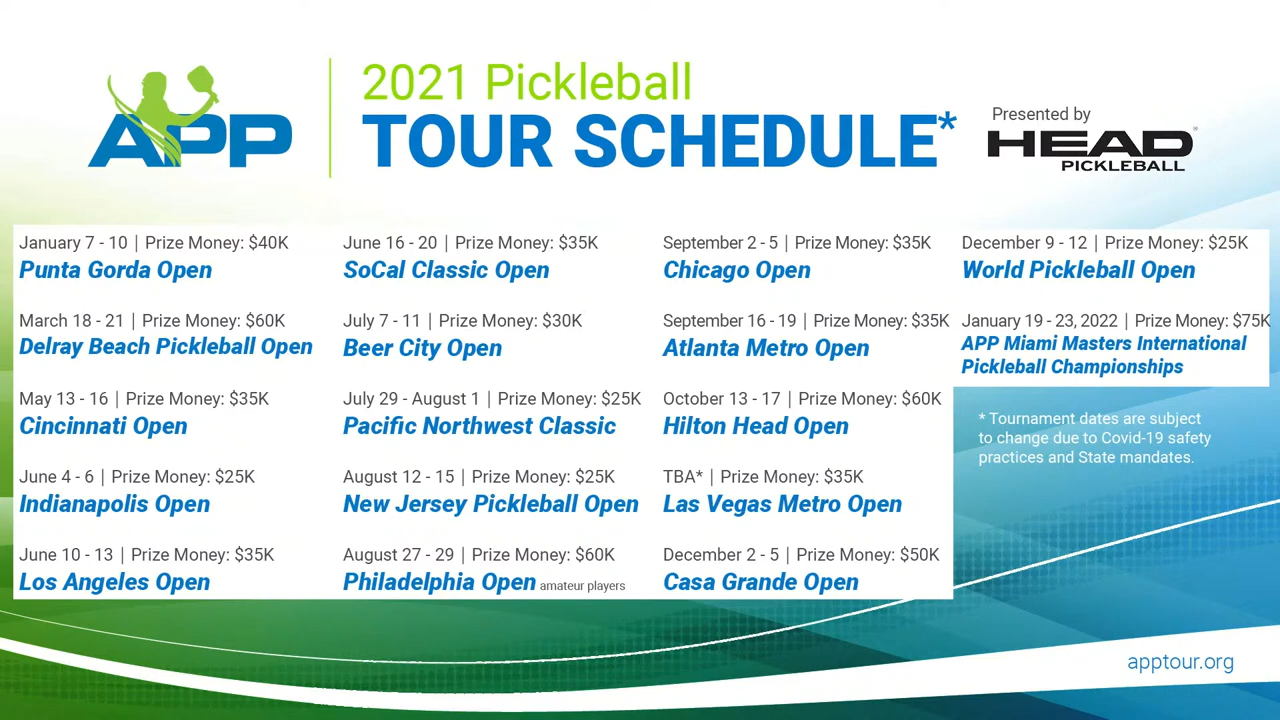 APP
2021 Pickleball
TOUR SCHEDULE*
Presented by
HEAD
PICKLEBALL
January 7 - 10 | Prize Money: $40K
Punta Gorda Open
March 18 - 21 | Prize Money: $60K
Delray Beach Pickleball Open
May 13 - 16 | Prize Money: $35K
Cincinnati Open
June 4 - 6 | Prize Money: $25K
Indianapolis Open
June 10 - 13 | Prize Money: $35K
Los Angeles Open
June 16 - 20 | Prize Money: $35K
SoCal Classic Open
July 7 - 11 | Prize Money: $30K
Beer City Open
July 29 - August 1 | Prize Money: $25K
Pacific Northwest Classic
August 12 - 15 | Prize Money: $25K
New Jersey Pickleball Open
August 27 - 29 | Prize Money: $60K
Philadelphia Open amateur players
September 2 - 5 | Prize Money: $35K
Chicago Open
September 16 - 19 | Prize Money: $35K
Atlanta Metro Open
October 13 - 17 | Prize Money: $60K
Hilton Head Open
TBA* | Prize Money: $35K
Las Vegas Metro Open
December 2 - 5 | Prize Money: $50K
Casa Grande Open
December 9 - 12 | Prize Money: $25K
World Pickleball Open
January 19 - 23, 2022 | Prize Money: $75K
APP Miami Masters International
Pickleball Championships
* Tournament dates are subject
to change due to Covid-19 safety
practices and State mandates.
apptour.org